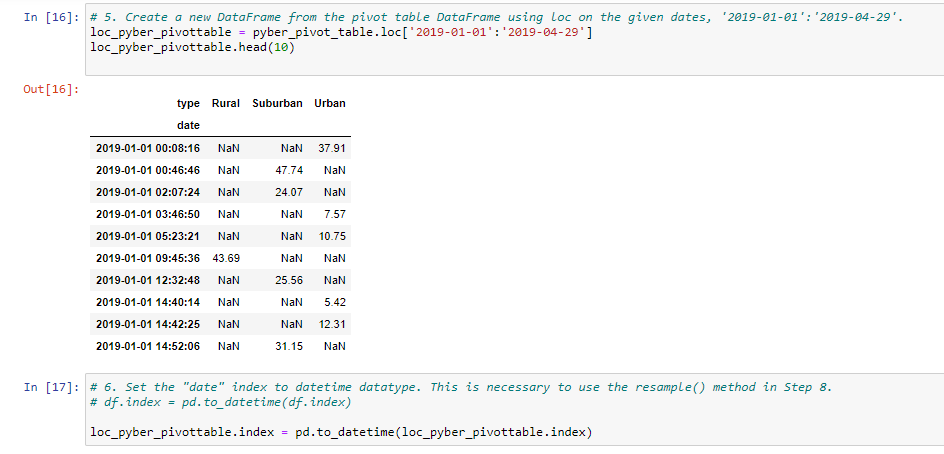 In [16]: # 5. Create a new DataFrame from the pivot table DataFrame using loc on the given dates, '2019-01-01':'2019-04-29'.
loc_pyber_pivottable = pyber_pivot_table.loc['2019-01-01':'2019-04-29']
loc_pyber_pivottable.head(10)
Out[16]:
type Rural Suburban Urban
date
2019-01-01 00:08:16 NaN NaN 37.91
2019-01-01 00:46:46 NaN 47.74 NaN
2019-01-01 02:07:24 NaN 24.07 NaN
2019-01-01 03:46:50 NaN NaN 7.57
2019-01-01 05:23:21 NaN NaN 10.75
2019-01-01 09:45:36 43.69 NaN NaN
2019-01-01 12:32:48 NaN 25.56 NaN
2019-01-01 14:40:14 NaN NaN 5.42
2019-01-01 14:42:25 NaN NaN 12.31
2019-01-01 14:52:06 NaN 31.15 NaN
In [17]: # 6. Set the "date" index to datetime datatype. This is necessary to use the resample() method in Step 8.
# df.index = pd.to_datetime(df.index)
loc_pyber_pivottable.index = pd.to_datetime(loc_pyber_pivottable.index)